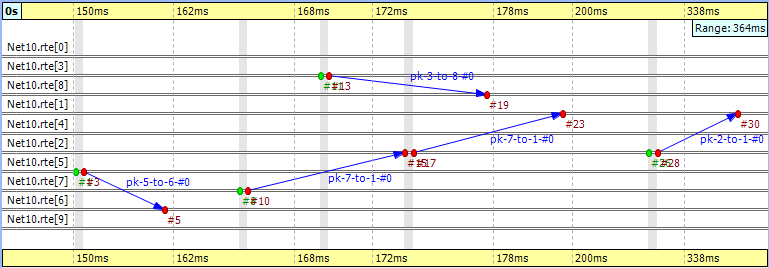 0s 150ms 162ms 168ms 172ms 178ms 200ms 338ms
Range: 364ms
Net10.rte[0]
Net10.rte[3]
pk-3-to-8-#0
Net10.rte[8] #13
Net10.rte[1] #19
Net10.rte[4] #23 #30
Net10.rte[2] pk-7-to-1-#0 pk-2-to-1-#0
Net10.rte[5] #17 #28
pk-7-to-1-#0
Net10.rte[7] #3 pk-5-to-6-#0
Net10.rte[6] #10
Net10.rte[9] #5
150ms 162ms 168ms 172ms 178ms 200ms 338ms